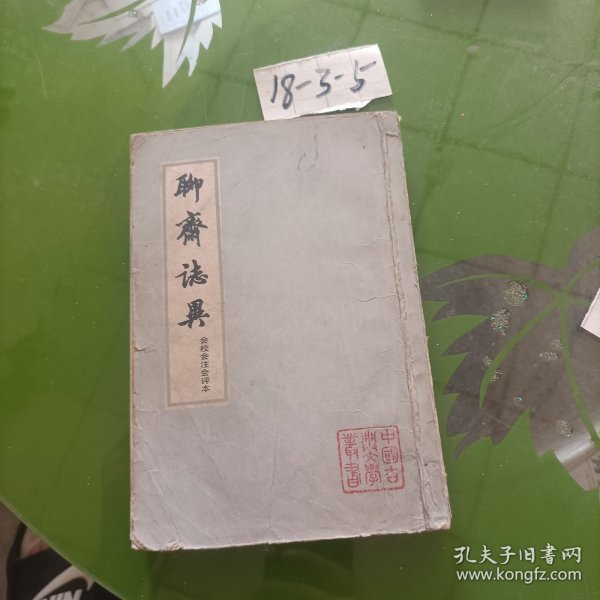 18-3-5
聊齋誌異
会校会注会评本
中國古
典文學
叢書
孔夫子旧書网
www.kongfz.com